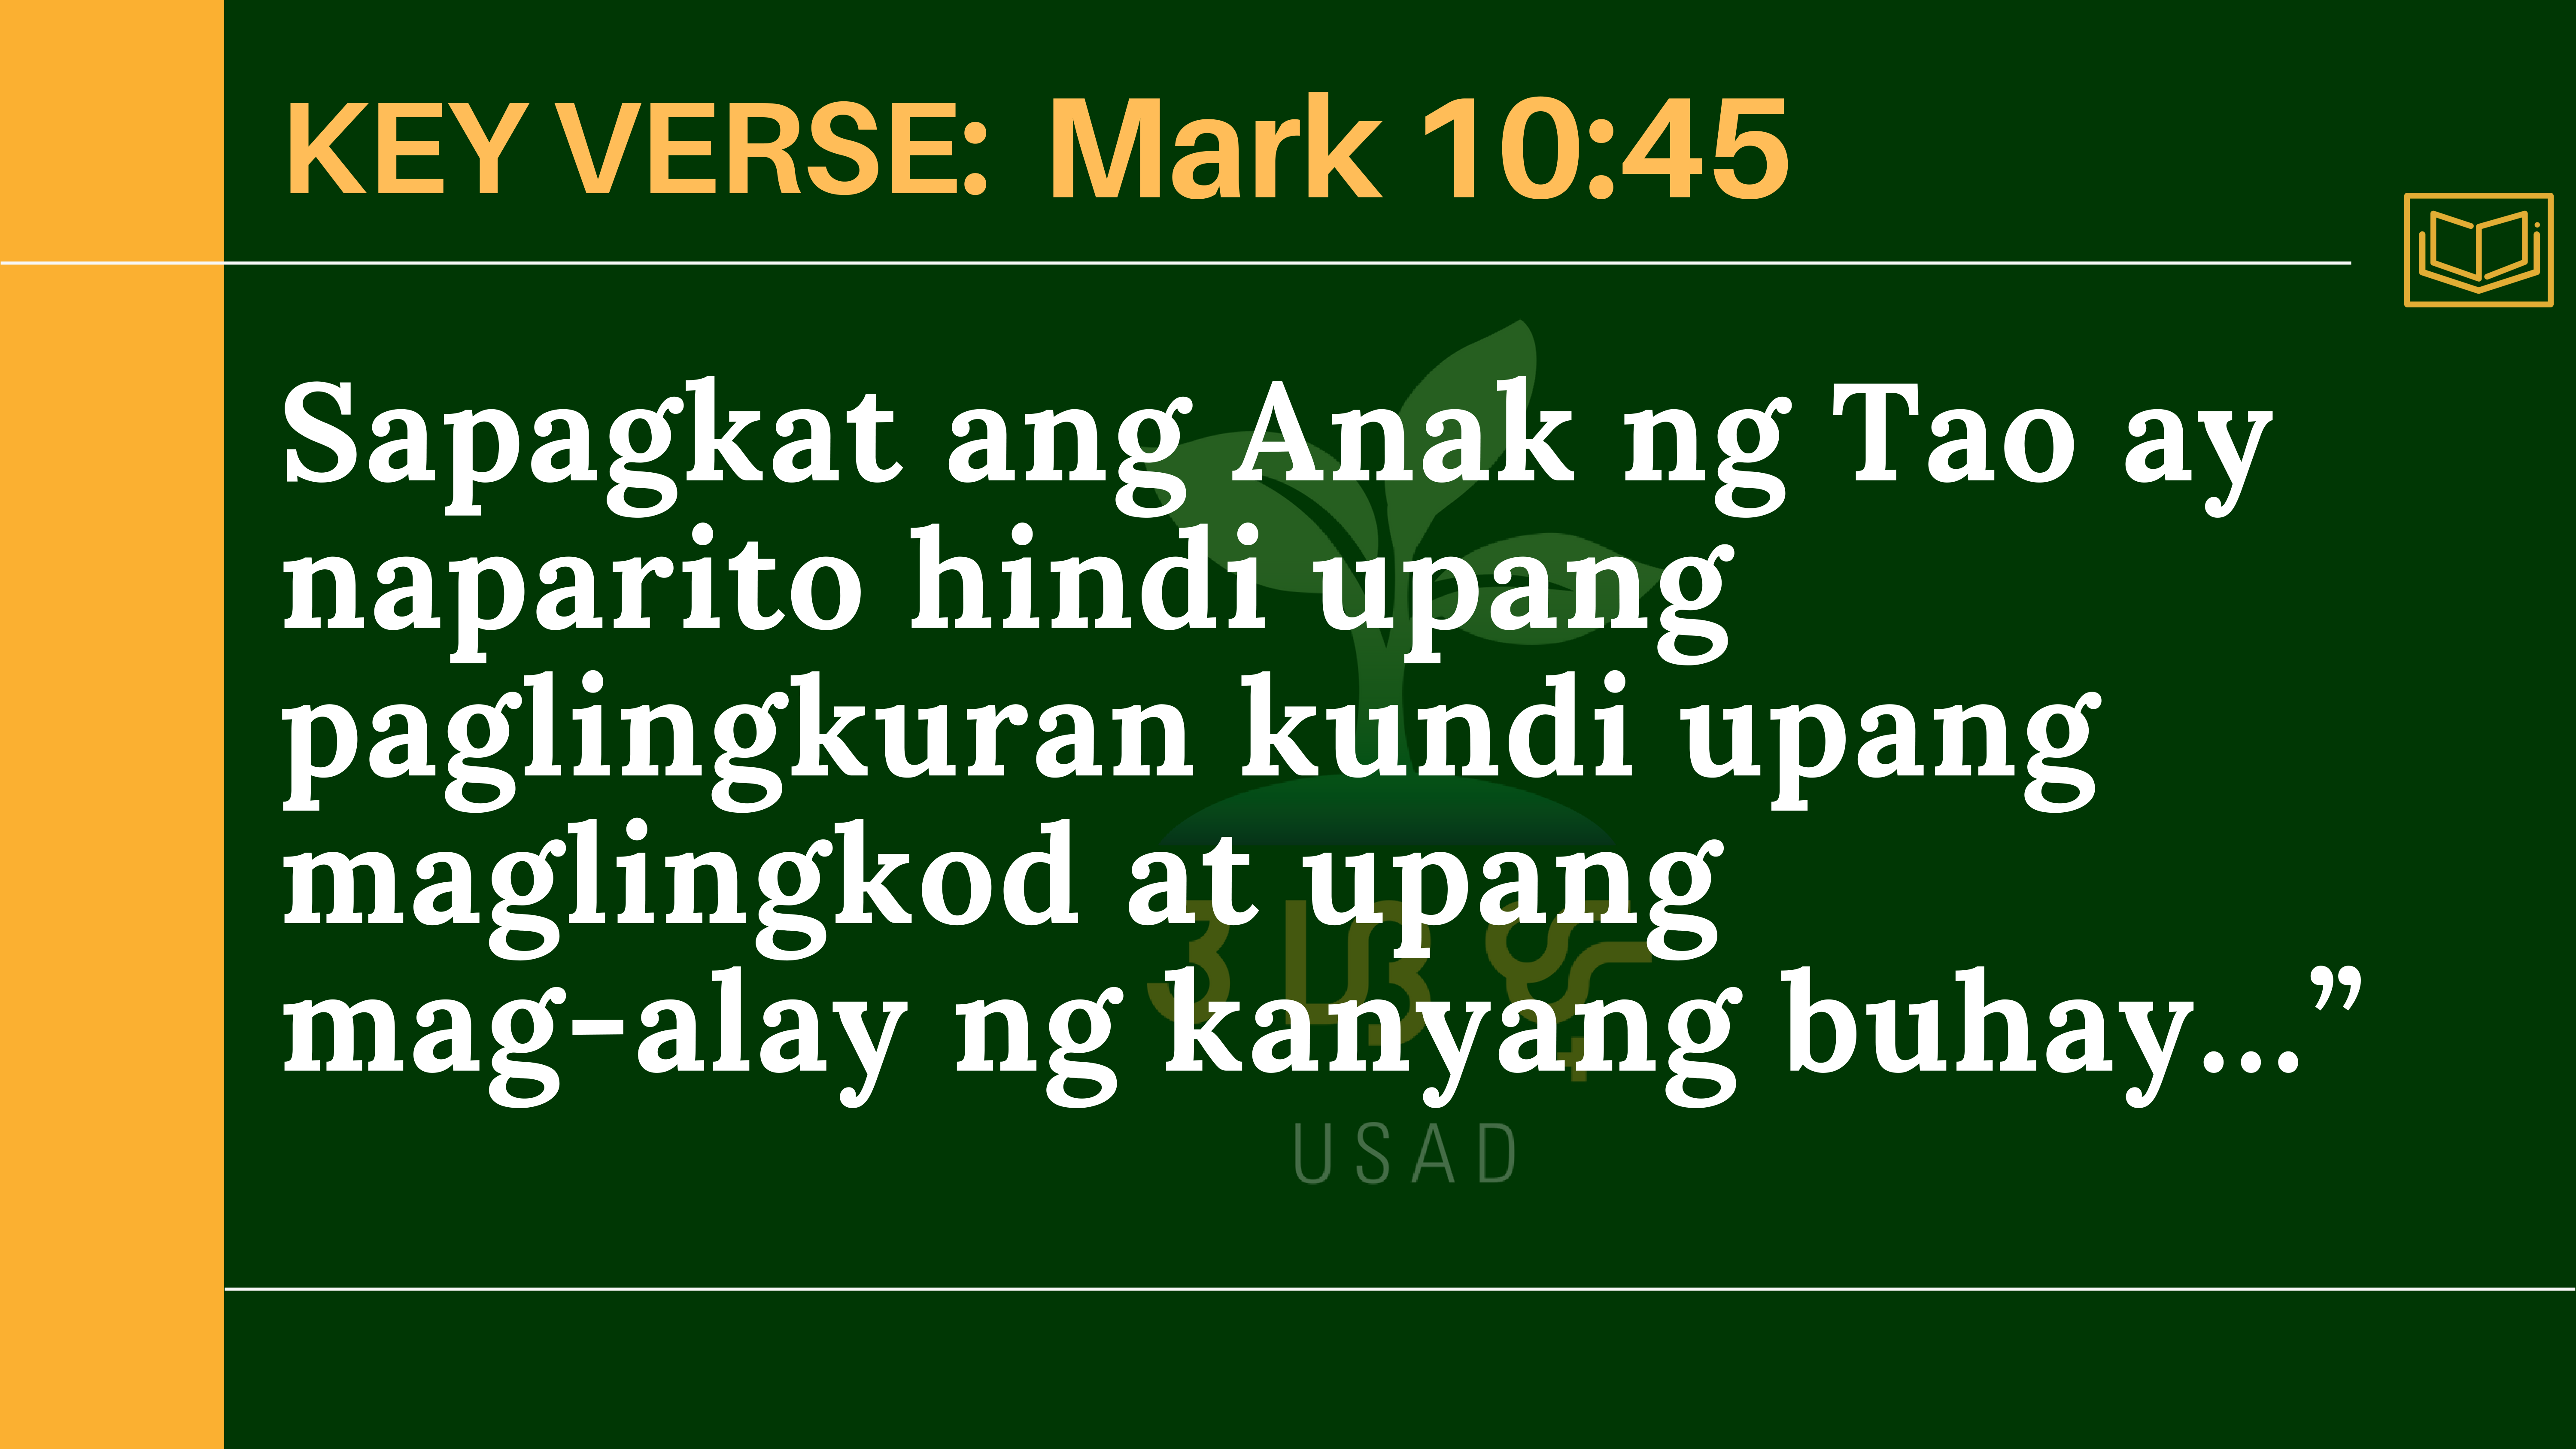 KEY VERSE: Mark 10:45
Sapagkat ang Anak ng Tao ay
naparito hindi upang
paglingkuran kundi upang
maglingkod at upang
mag-alay ng kanyang buhay...”
USAD